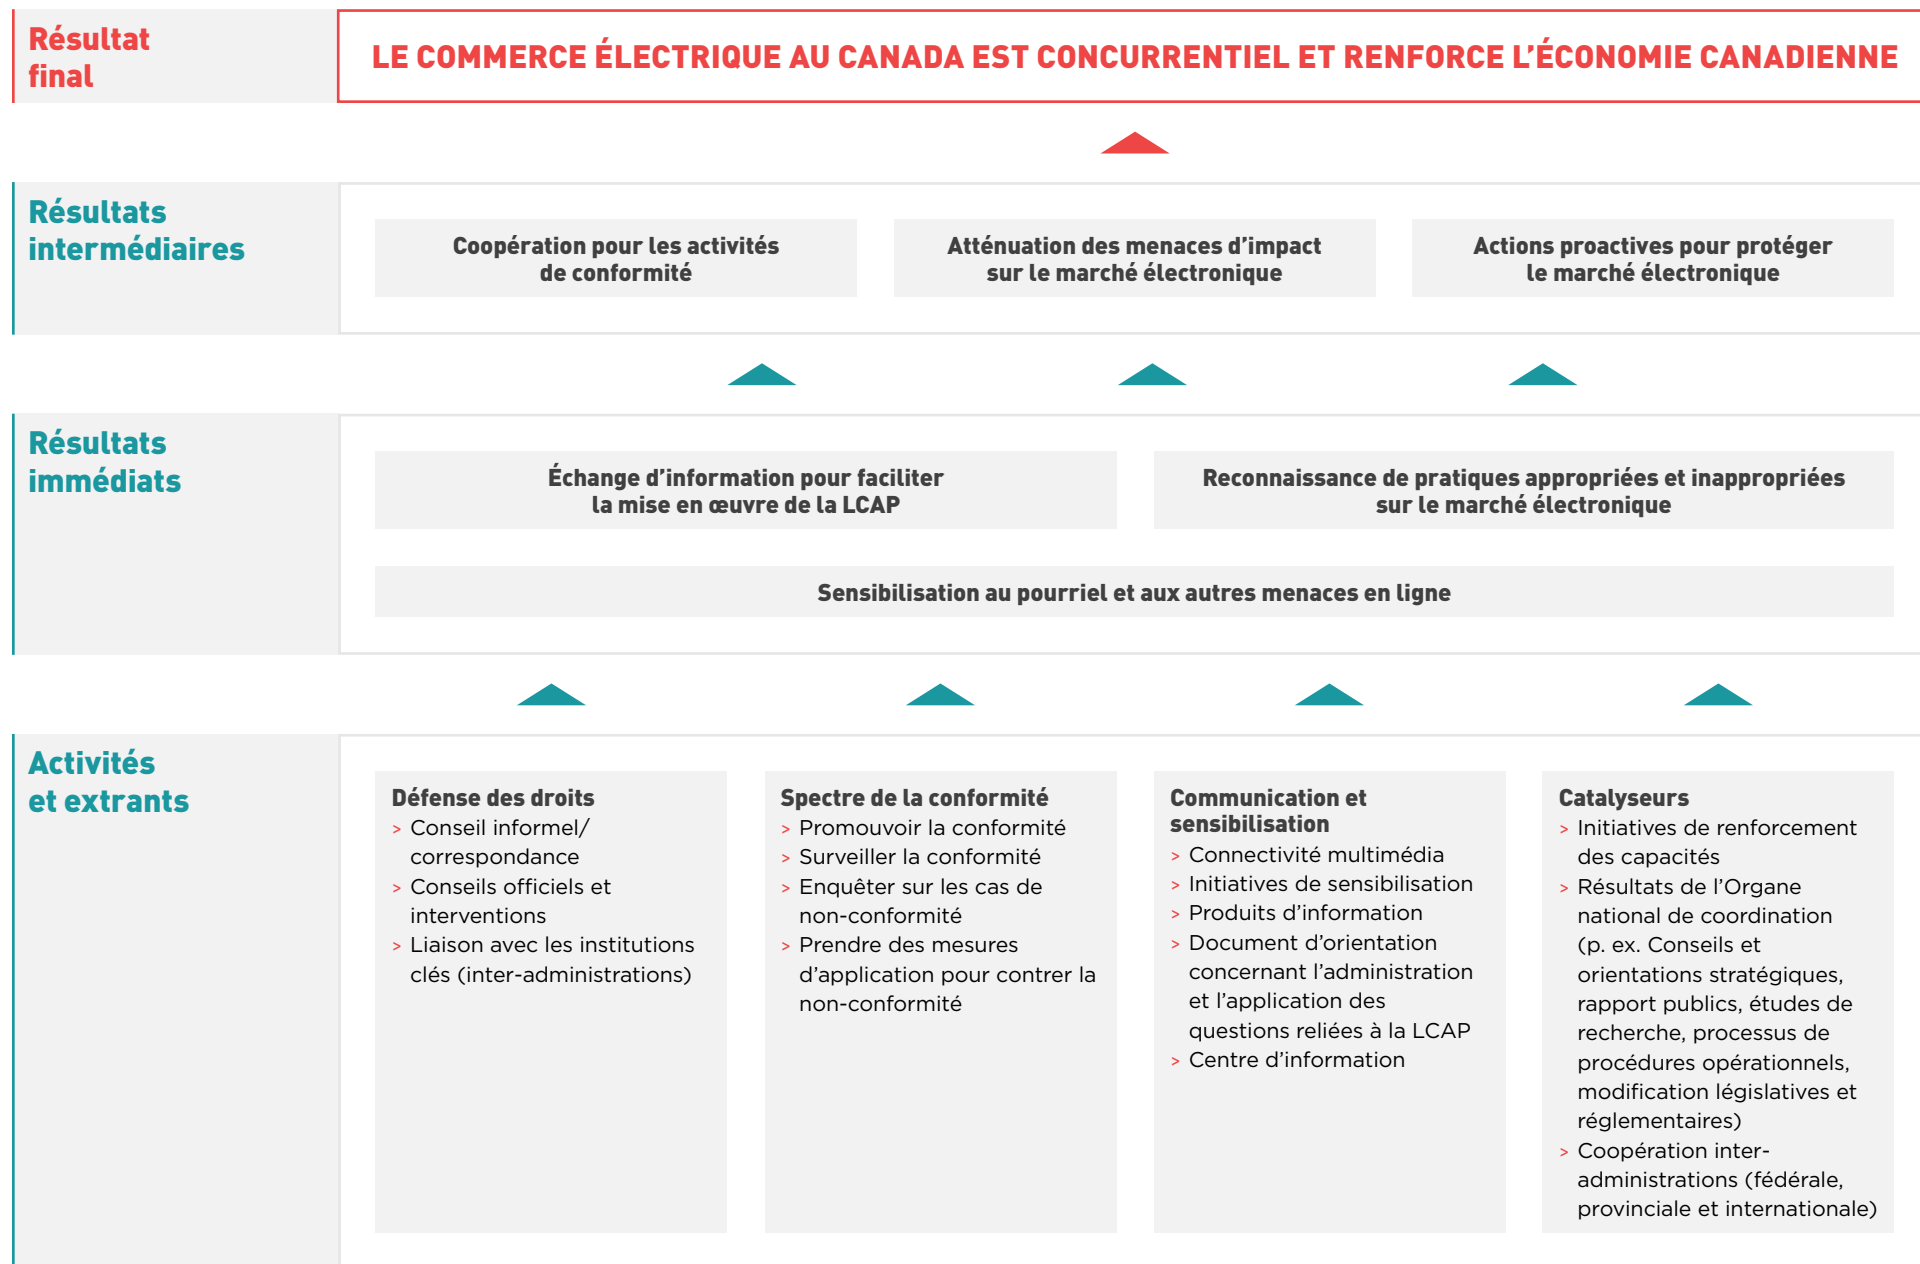 Résultat
final
LE COMMERCE ÉLECTRIQUE AU CANADA EST CONCURRENTIEL ET RENFORCE L’ÉCONOMIE CANADIENNE
Résultats
intermédiaires
Coopération pour les activités
de conformité
Atténuation des menaces d’impact
sur le marché électronique
Actions proactives pour protéger
le marché électronique
Résultats
immédiats
Échange d’information pour faciliter
la mise en œuvre de la LCAP
Reconnaissance de pratiques appropriées et inappropriées
sur le marché électronique
Sensibilisation au pourriel et aux autres menaces en ligne
Activités
et extrants
Défense des droits
> Conseil informel/
correspondance
> Conseils officiels et
interventions
> Liaison avec les institutions
clés (inter-administrations)
Spectre de la conformité
> Promouvoir la conformité
> Surveiller la conformité
> Enquêter sur les cas de
non-conformité
> Prendre des mesures
d’application pour contrer la
non-conformité
Communication et
sensibilisation
> Connectivité multimédia
> Initiatives de sensibilisation
> Produits d’information
> Document d’orientation
concernant l’administration
et l’application des
questions reliées à la LCAP
> Centre d’information
Catalyseurs
> Initiatives de renforcement
des capacités
> Résultats de l’Organe
national de coordination
(p. ex. Conseils et
orientations stratégiques,
rapport publics, études de
recherche, processus de
procédures opérationnels,
modification législatives et
réglementaires)
> Coopération inter-
administrations (fédérale,
provinciale et internationale)